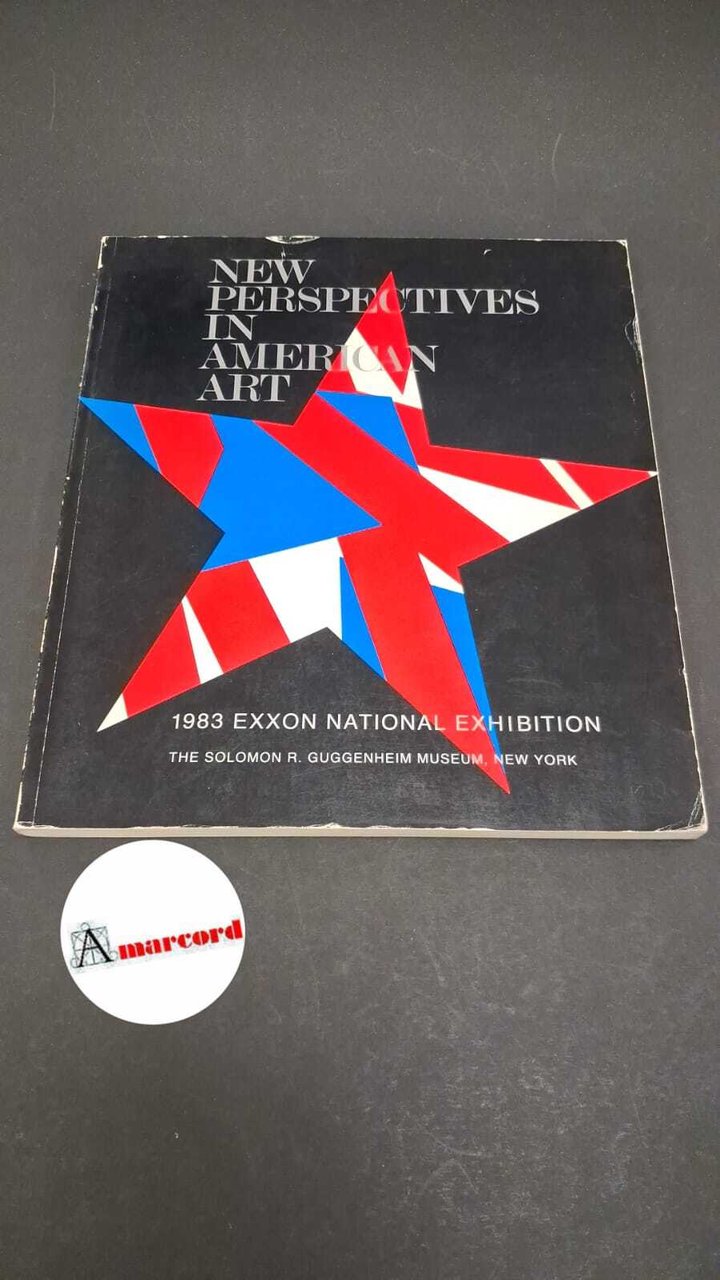 NEW
PERSPECTIVES
IN
AMERICAN
ART
1983 EXXON NATIONAL EXHIBITION
THE SOLOMON R. GUGGENHEIM MUSEUM, NEW YORK
Amarcord